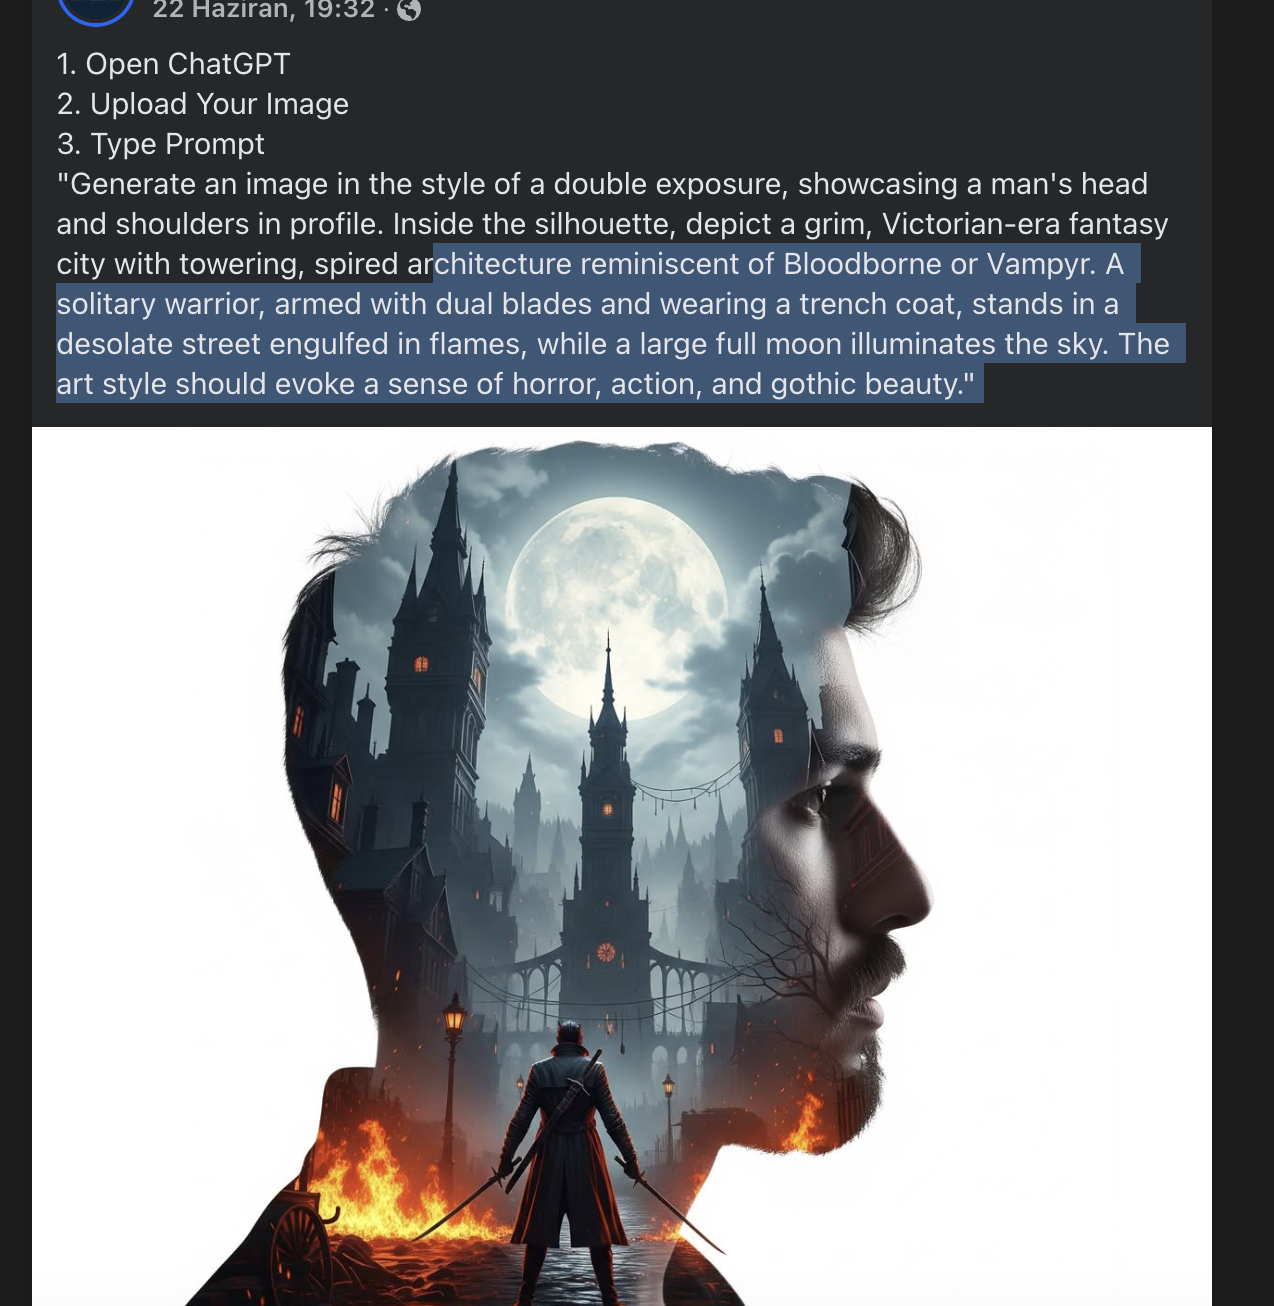 22 Haziran, 19:32 ·
1. Open ChatGPT
2. Upload Your Image
3. Type Prompt
"Generate an image in the style of a double exposure, showcasing a man's head
and shoulders in profile. Inside the silhouette, depict a grim, Victorian-era fantasy
city with towering, spired architecture reminiscent of Bloodborne or Vampyr. A
solitary warrior, armed with dual blades and wearing a trench coat, stands in a
desolate street engulfed in flames, while a large full moon illuminates the sky. The
art style should evoke a sense of horror, action, and gothic beauty."